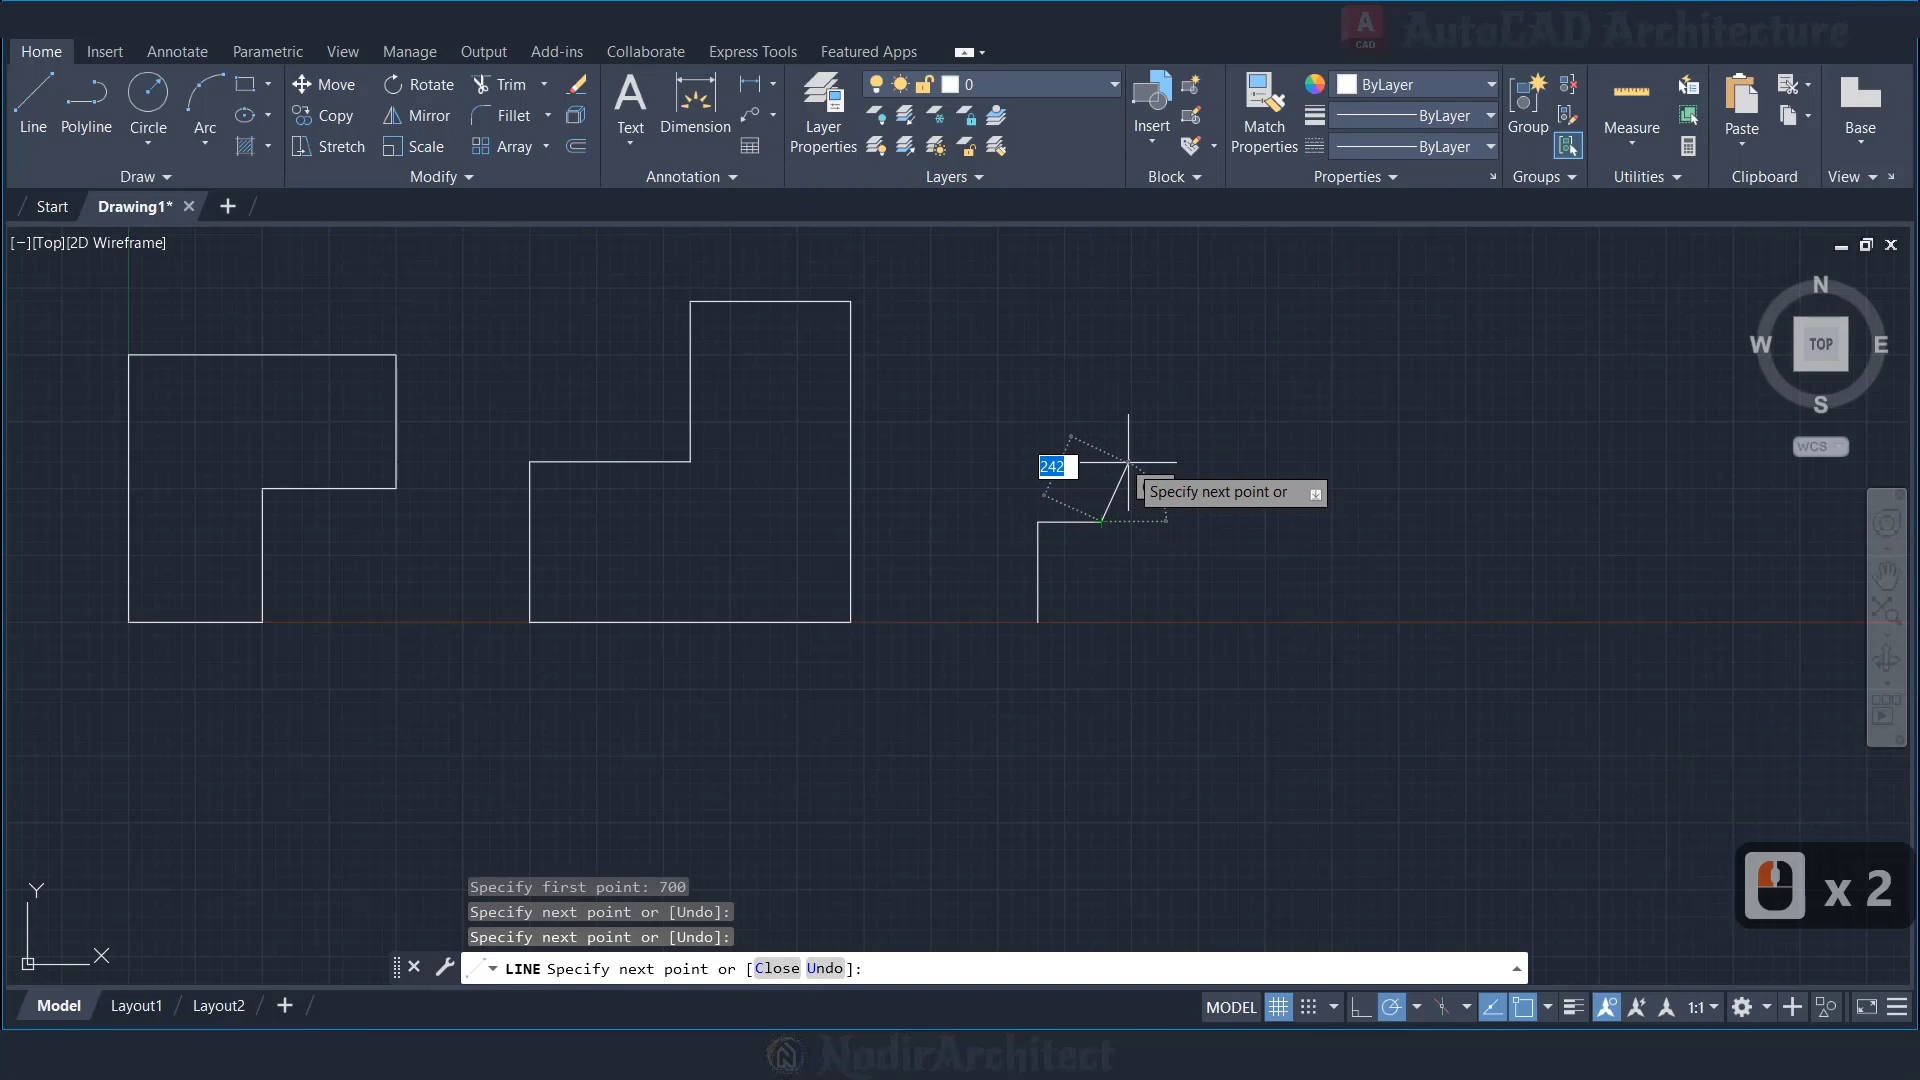 A
CAD
AutoCAD Architecture
Home Insert Annotate Parametric View Manage Output Add-ins Collaborate Express Tools Featured Apps
Line Polyline Circle Arc
Move Rotate Trim
Copy Mirror Fillet
Stretch Scale Array
Text Dimension
Layer Properties
0
Insert
Match Properties
ByLayer
ByLayer
ByLayer
Group
Measure
Paste
Base
Draw Modify Annotation Layers Block Properties Groups Utilities Clipboard View
Start Drawing1*
[−][Top][2D Wireframe]
N
W TOP E
S
WCS
242
Specify next point or
x 2
Y
X
Specify first point: 700
Specify next point or [Undo]:
Specify next point or [Undo]:
LINE Specify next point or [Close Undo]:
Model Layout1 Layout2
MODEL 1:1
NodirArchitect